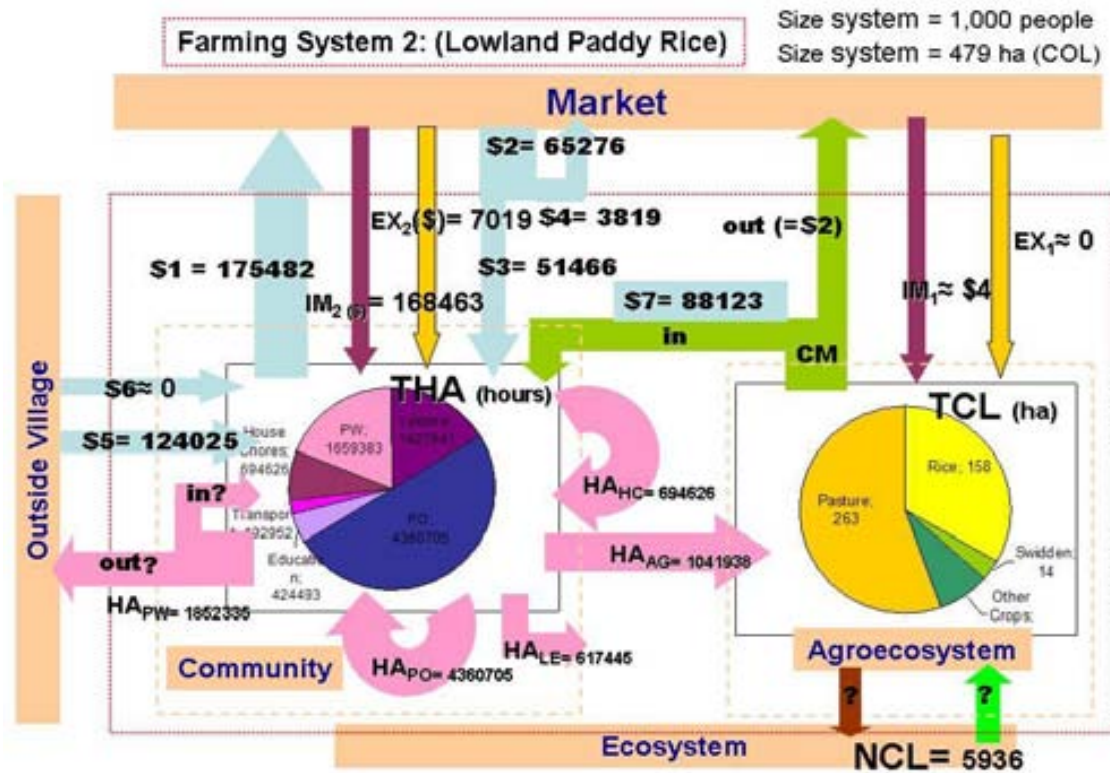 Farming System 2: (Lowland Paddy Rice)
Size system = 1,000 people
Size system = 479 ha (COL)
Market
$2= 65276
EX2($)= 7019
$4= 3819
out (=$2)
EX1≈ 0
$1 = 175482
$3= 51466
IM2 ($)= 168463
$7= 88123
IM1≈ $4
in
CM
Outside Village
$6≈ 0
$5= 124025
THA (hours)
TCL (ha)
House
Chores;
694626
PW;
1659383
PO;
4360705
Transpor
Educatio
n;
424493
in?
out?
HAPW= 1852335
HAHC= 694626
HAAG= 1041938
HALE= 617445
HAPO= 4360705
Community
Rice; 158
Pasture;
263
Swidden;
14
Other
Crops;
Agroecosystem
?
?
Ecosystem
NCL= 5936